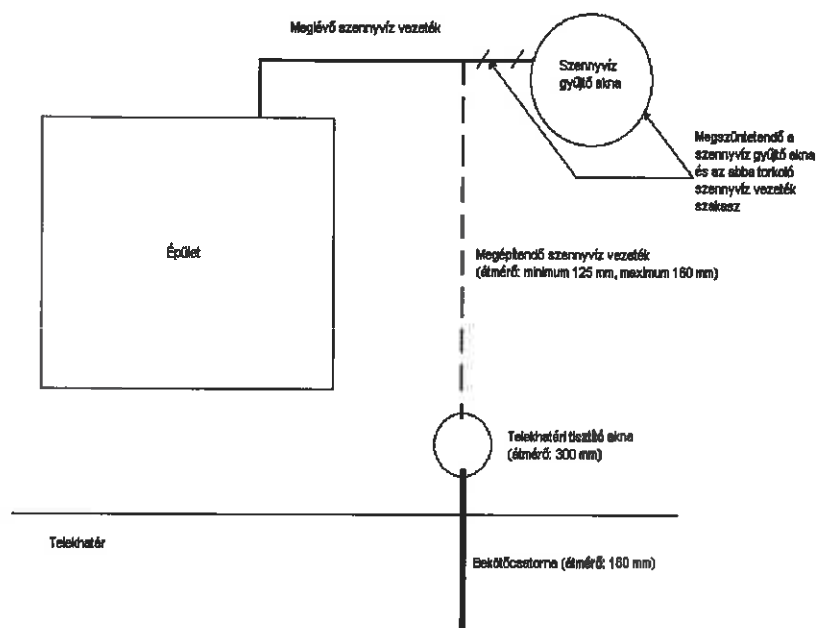 Meglévő szennyvíz vezeték
Szennyvíz
gyűjtő akna
Megszüntetendő a
szennyvíz gyűjtő akna
és az abba torkoló
szennyvíz vezeték
szakasz
Épület
Megépítendő szennyvíz vezeték
(átmérő: minimum 125 mm, maximum 160 mm)
Telekhatári tisztító akna
(átmérő: 300 mm)
Telekhatár
Bekötőcsatorna (átmérő: 160 mm)